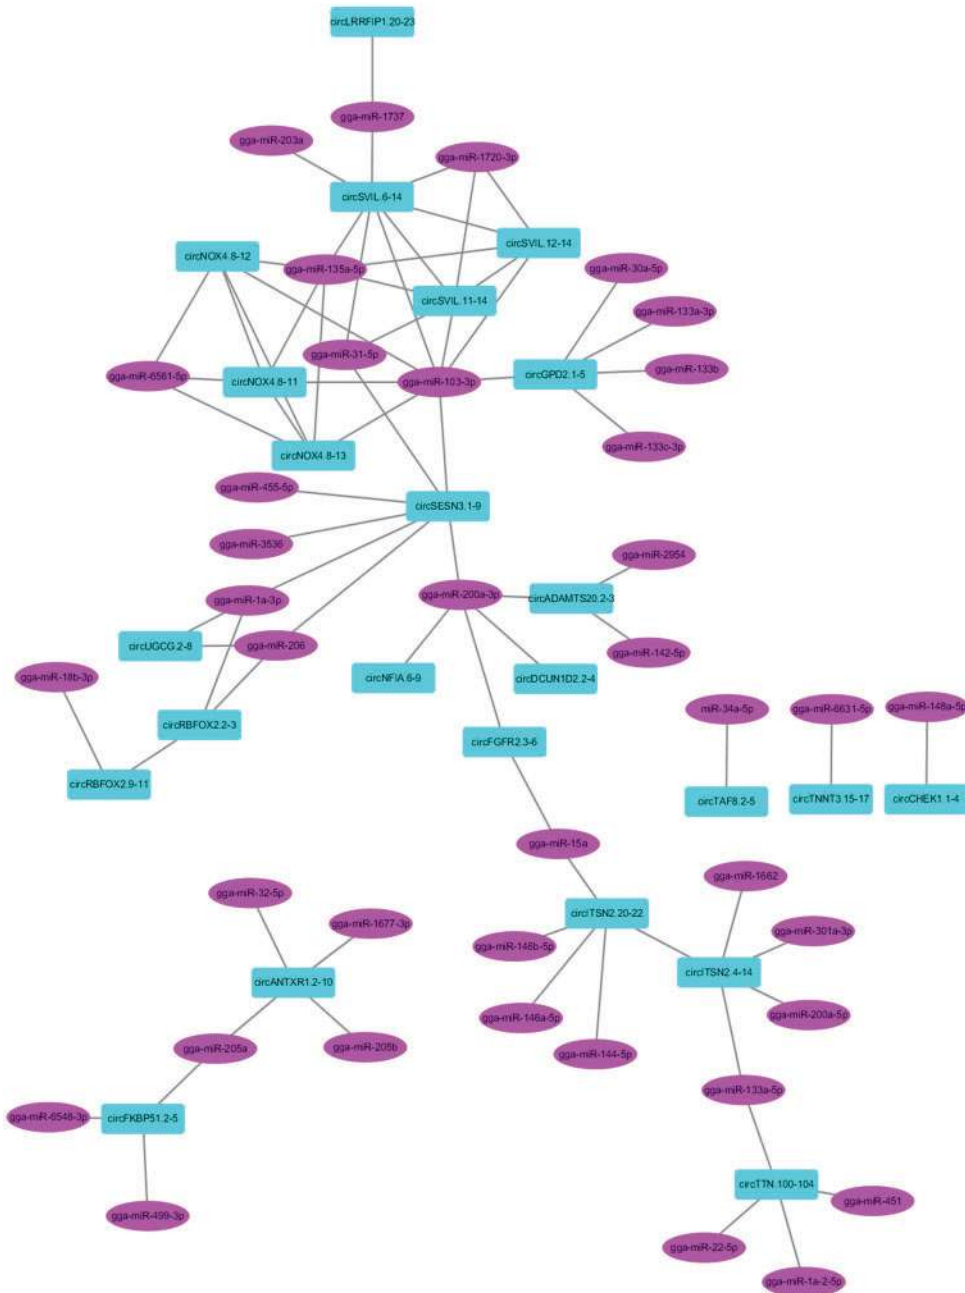 circLRRFIP1.20-23
gga-miR-1737
gga-miR-203a
gga-miR-1720-3p
circSVIL.6-14
circSVIL.12-14
circNOX4.8-12
gga-miR-135a-5p
gga-miR-30a-5p
circSVIL.11-14
gga-miR-133a-3p
gga-miR-31-5p
gga-miR-133b
gga-miR-6561-5p
circNOX4.8-11
gga-miR-103-3p
circGPD2.1-5
gga-miR-133c-3p
circNOX4.8-13
gga-miR-455-5p
circSESN3.1-9
gga-miR-3536
gga-miR-2954
gga-miR-1a-3p
gga-miR-200a-3p
circADAMTS20.2-3
circUGCG.2-8
gga-miR-206
gga-miR-142-5p
gga-miR-18b-3p
circNFIA.6-9
circDCUN1D2.2-4
miR-34a-5p
gga-miR-6631-5p
gga-miR-148a-5p
circRBFOX2.2-3
circFGFR2.3-6
circRBFOX2.9-11
circTAF8.2-5
circTNNT3.15-17
circCHEK1.1-4
gga-miR-15a
gga-miR-1662
gga-miR-32-5p
gga-miR-1677-3p
circITSN2.20-22
gga-miR-301a-3p
gga-miR-146b-5p
circITSN2.4-14
circANTXR1.2-10
gga-miR-146a-5p
gga-miR-200a-5p
gga-miR-205a
gga-miR-205b
gga-miR-144-5p
gga-miR-133a-5p
gga-miR-6548-3p
circFKBP51.2-5
circTTN.100-104
gga-miR-451
gga-miR-499-3p
gga-miR-22-5p
gga-miR-1a-2-5p